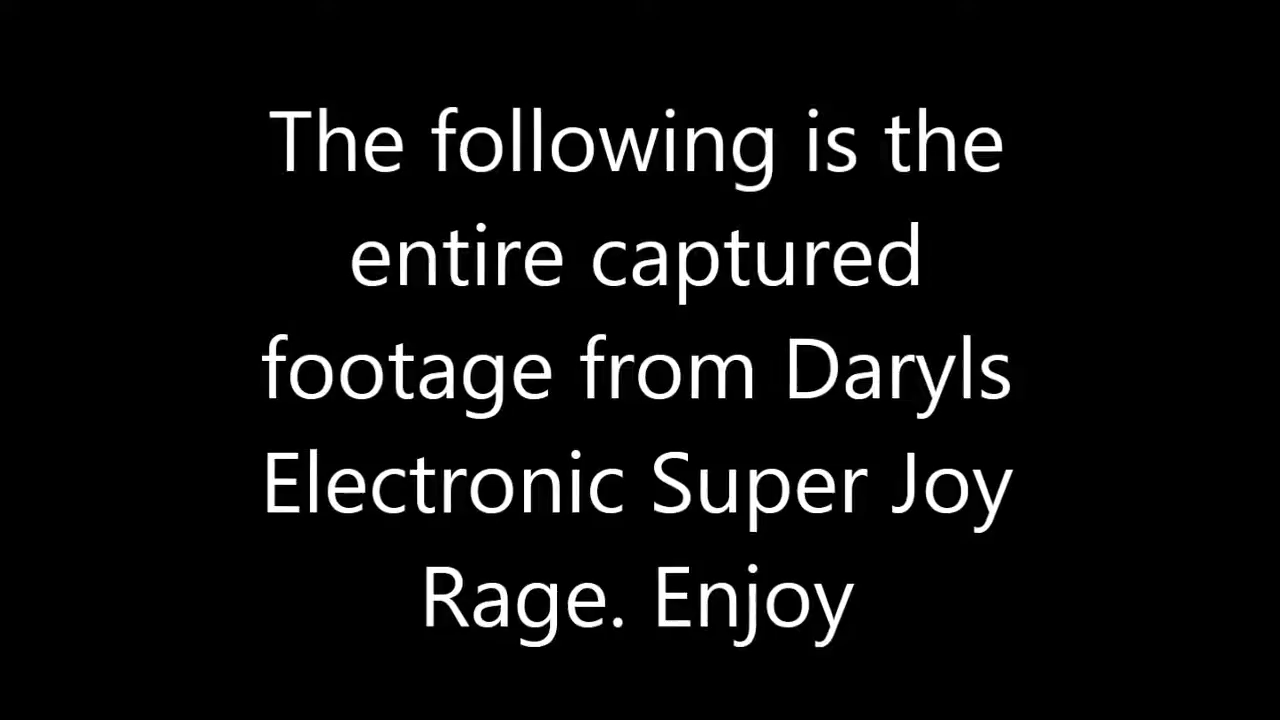 The following is the
entire captured
footage from Daryls
Electronic Super Joy
Rage. Enjoy